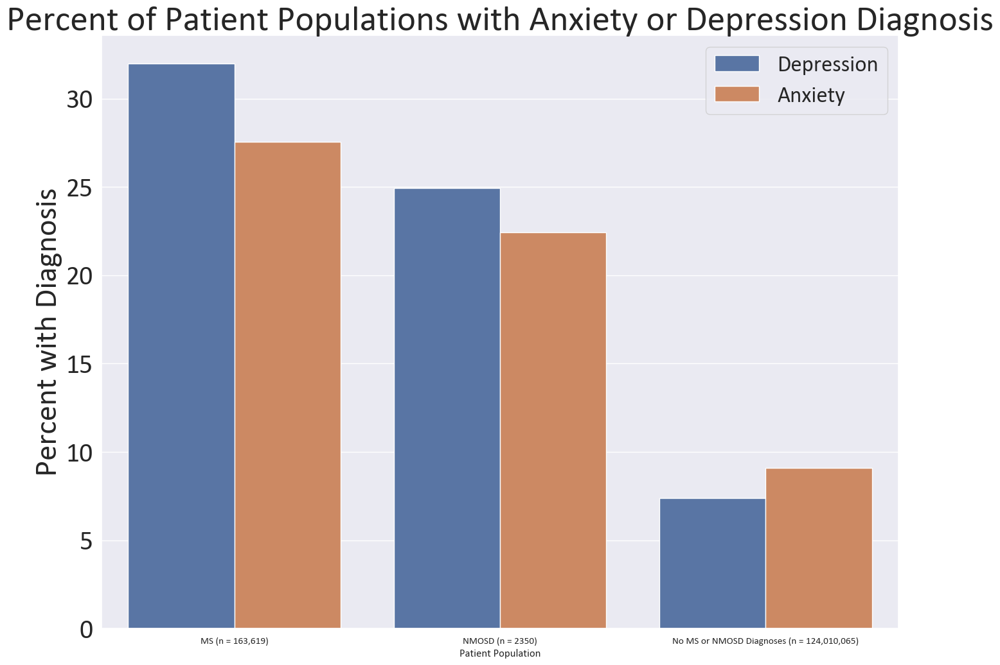 Percent of Patient Populations with Anxiety or Depression Diagnosis
Depression
Anxiety
Percent with Diagnosis
30
25
20
15
10
5
0
MS (n = 163,619)
NMOSD (n = 2350)
No MS or NMOSD Diagnoses (n = 124,010,065)
Patient Population